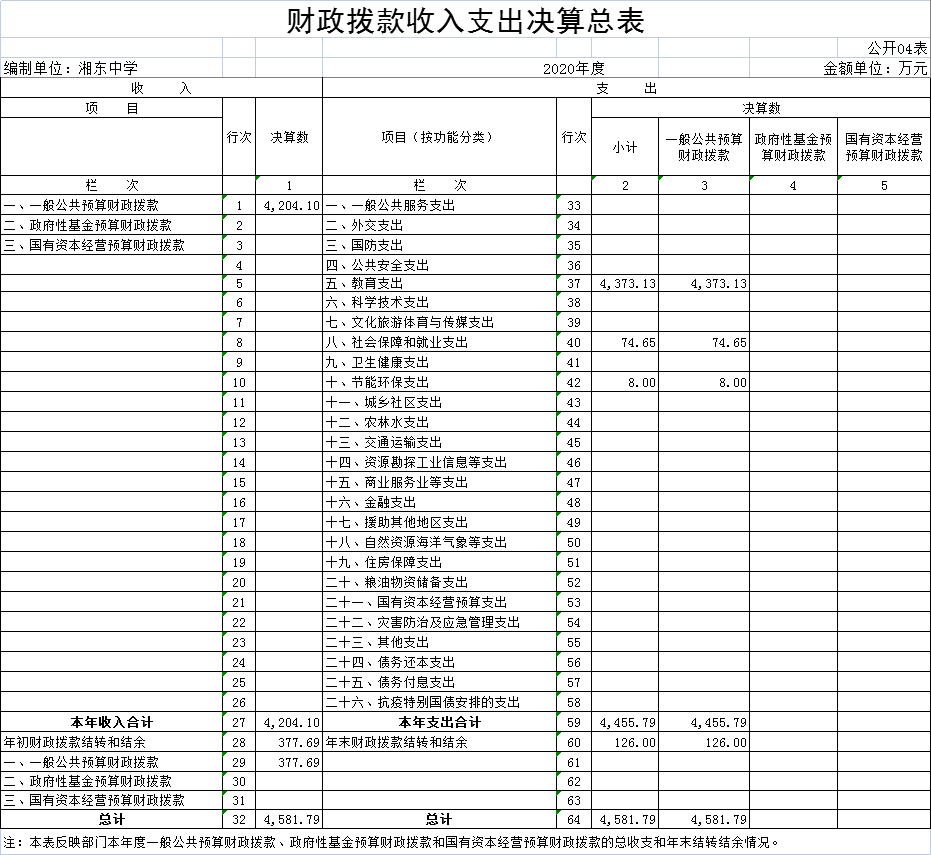 财政拨款收入支出决算总表
公开04表
编制单位：湘东中学 2020年度 金额单位：万元
收 入 支 出
项 目 行次 决算数 项目（按功能分类） 行次 决算数
小计 一般公共预算财政拨款 政府性基金预算财政拨款 国有资本经营预算财政拨款
栏 次 1 栏 次 2 3 4 5
一、一般公共预算财政拨款 1 4,204.10 一、一般公共服务支出 33
二、政府性基金预算财政拨款 2 二、外交支出 34
三、国有资本经营预算财政拨款 3 三、国防支出 35
4 四、公共安全支出 36
5 五、教育支出 37 4,373.13 4,373.13
6 六、科学技术支出 38
7 七、文化旅游体育与传媒支出 39
8 八、社会保障和就业支出 40 74.65 74.65
9 九、卫生健康支出 41
10 十、节能环保支出 42 8.00 8.00
11 十一、城乡社区支出 43
12 十二、农林水支出 44
13 十三、交通运输支出 45
14 十四、资源勘探工业信息等支出 46
15 十五、商业服务业等支出 47
16 十六、金融支出 48
17 十七、援助其他地区支出 49
18 十八、自然资源海洋气象等支出 50
19 十九、住房保障支出 51
20 二十、粮油物资储备支出 52
21 二十一、国有资本经营预算支出 53
22 二十二、灾害防治及应急管理支出 54
23 二十三、其他支出 55
24 二十四、债务还本支出 56
25 二十五、债务付息支出 57
26 二十六、抗疫特别国债安排的支出 58
本年收入合计 27 4,204.10 本年支出合计 59 4,455.79 4,455.79
年初财政拨款结转和结余 28 377.69 年末财政拨款结转和结余 60 126.00 126.00
一、一般公共预算财政拨款 29 377.69 61
二、政府性基金预算财政拨款 30 62
三、国有资本经营预算财政拨款 31 63
总计 32 4,581.79 总计 64 4,581.79 4,581.79
注：本表反映部门本年度一般公共预算财政拨款、政府性基金预算财政拨款和国有资本经营预算财政拨款的总收支和年末结转结余情况。